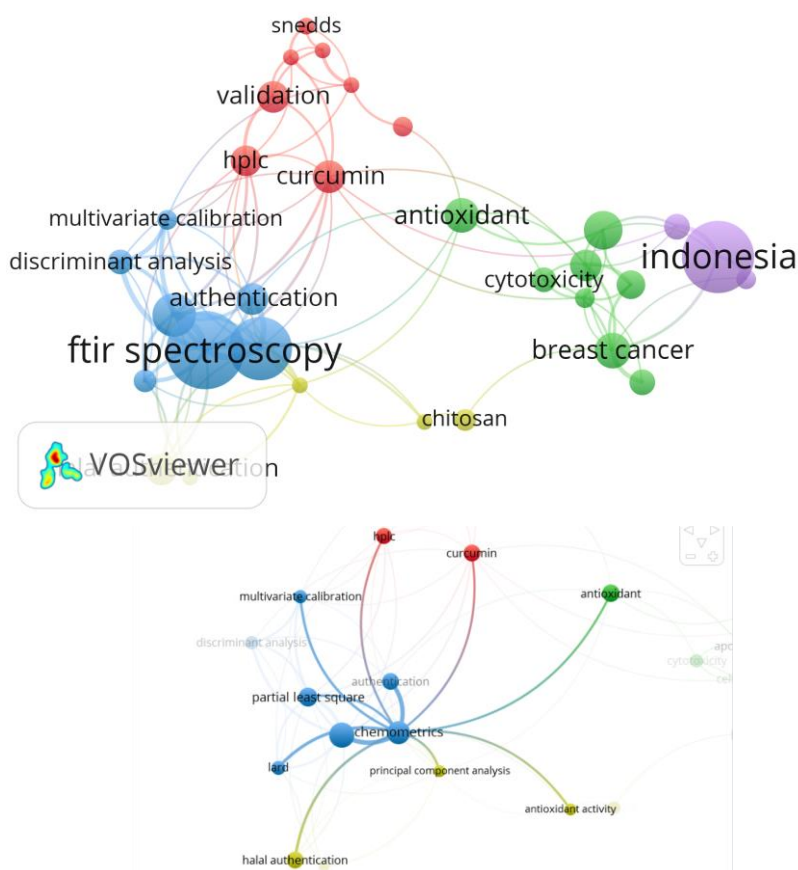 snedds
validation
hplc
curcumin
multivariate calibration
antioxidant
discriminant analysis
indonesia
cytotoxicity
authentication
ftir spectroscopy
breast cancer
chitosan
halal authentication
VOSviewer
hplc
curcumin
multivariate calibration
antioxidant
discriminant analysis
cytotoxicity
authentication
partial least square
chemometrics
lard
principal component analysis
antioxidant activity
halal authentication